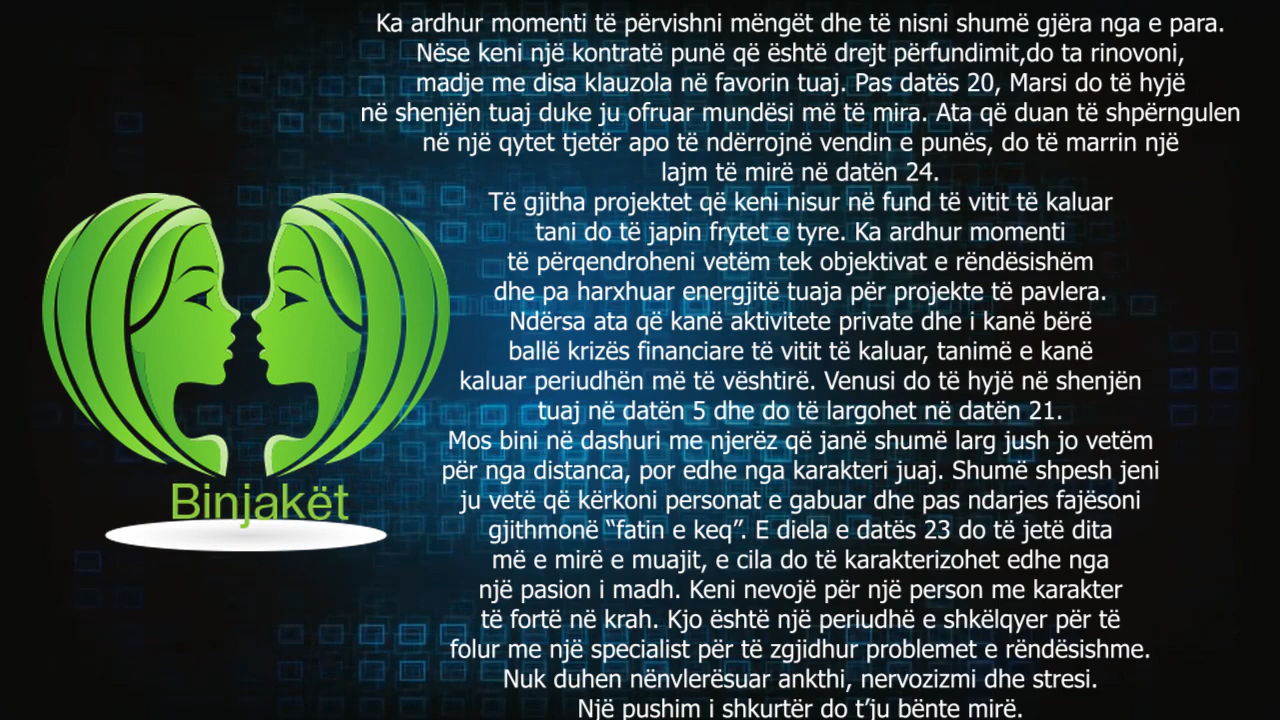 Ka ardhur momenti të përvishni mëngët dhe të nisni shumë gjëra nga e para.
Nëse keni një kontratë punë që është drejt përfundimit,do ta rinovoni,
madje me disa klauzola në favorin tuaj. Pas datës 20, Marsi do të hyjë
në shenjën tuaj duke ju ofruar mundësi më të mira. Ata që duan të shpërngulen
në një qytet tjetër apo të ndërrojnë vendin e punës, do të marrin një
lajm të mirë në datën 24.
Të gjitha projektet që keni nisur në fund të vitit të kaluar
tani do të japin frytet e tyre. Ka ardhur momenti
të përqendroheni vetëm tek objektivat e rëndësishëm
dhe pa harxhuar energjitë tuaja për projekte të pavlera.
Ndërsa ata që kanë aktivitete private dhe i kanë bërë
ballë krizës financiare të vitit të kaluar, tanimë e kanë
kaluar periudhën më të vështirë. Venusi do të hyjë në shenjën
tuaj në datën 5 dhe do të largohet në datën 21.
Mos bini në dashuri me njerëz që janë shumë larg jush jo vetëm
për nga distanca, por edhe nga karakteri juaj. Shumë shpesh jeni
ju vetë që kërkoni personat e gabuar dhe pas ndarjes fajësoni
gjithmonë “fatin e keq”. E diela e datës 23 do të jetë dita
më e mirë e muajit, e cila do të karakterizohet edhe nga
një pasion i madh. Keni nevojë për një person me karakter
të fortë në krah. Kjo është një periudhë e shkëlqyer për të
folur me një specialist për të zgjidhur problemet e rëndësishme.
Nuk duhen nënvlerësuar ankthi, nervozizmi dhe stresi.
Një pushim i shkurtër do t’ju bënte mirë.
Binjakët